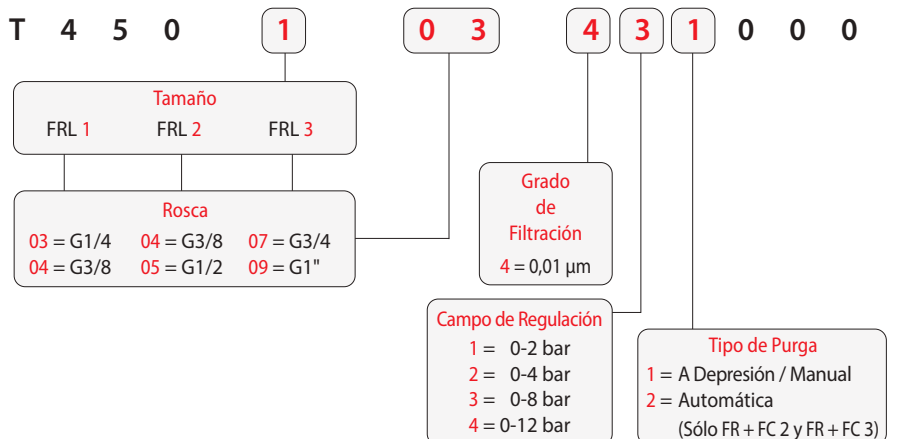 T 4 5 0 1 0 3 4 3 1 0 0 0
Tamaño
FRL 1 FRL 2 FRL 3
Rosca
03 = G1/4 04 = G3/8 07 = G3/4
04 = G3/8 05 = G1/2 09 = G1"
Grado
de
Filtración
4 = 0,01 µm
Campo de Regulación
1 = 0-2 bar
2 = 0-4 bar
3 = 0-8 bar
4 = 0-12 bar
Tipo de Purga
1 = A Depresión / Manual
2 = Automática
(Sólo FR + FC 2 y FR + FC 3)